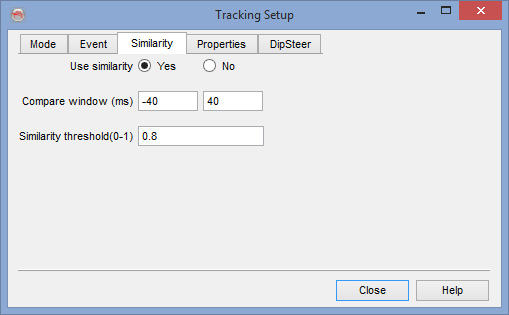 Tracking Setup
Mode Event Similarity Properties DipSteer
Use similarity Yes No
Compare window (ms) -40 40
Similarity threshold(0-1) 0.8
Close Help